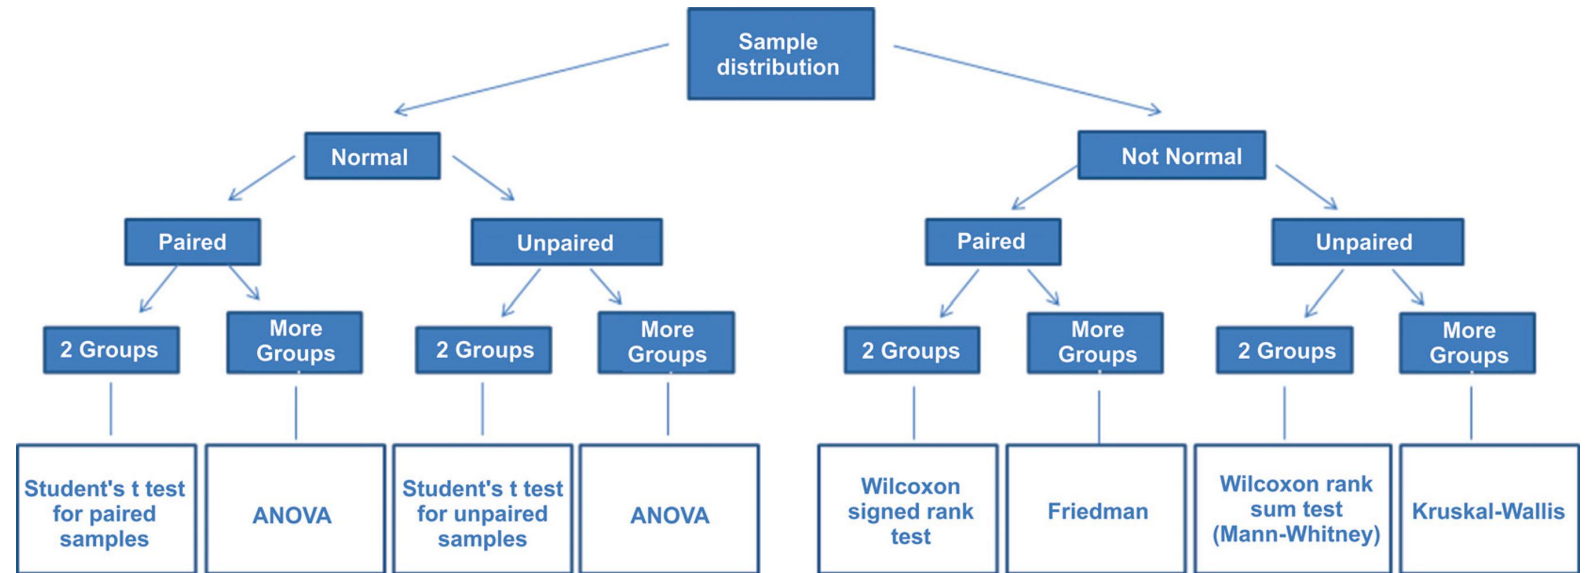 Sample
distribution
Normal
Not Normal
Paired
Unpaired
Paired
Unpaired
2 Groups
More
Groups
2 Groups
More
Groups
2 Groups
More
Groups
2 Groups
More
Groups
Student's t test
for paired
samples
ANOVA
Student's t test
for unpaired
samples
ANOVA
Wilcoxon
signed rank
test
Friedman
Wilcoxon rank
sum test
(Mann-Whitney)
Kruskal-Wallis